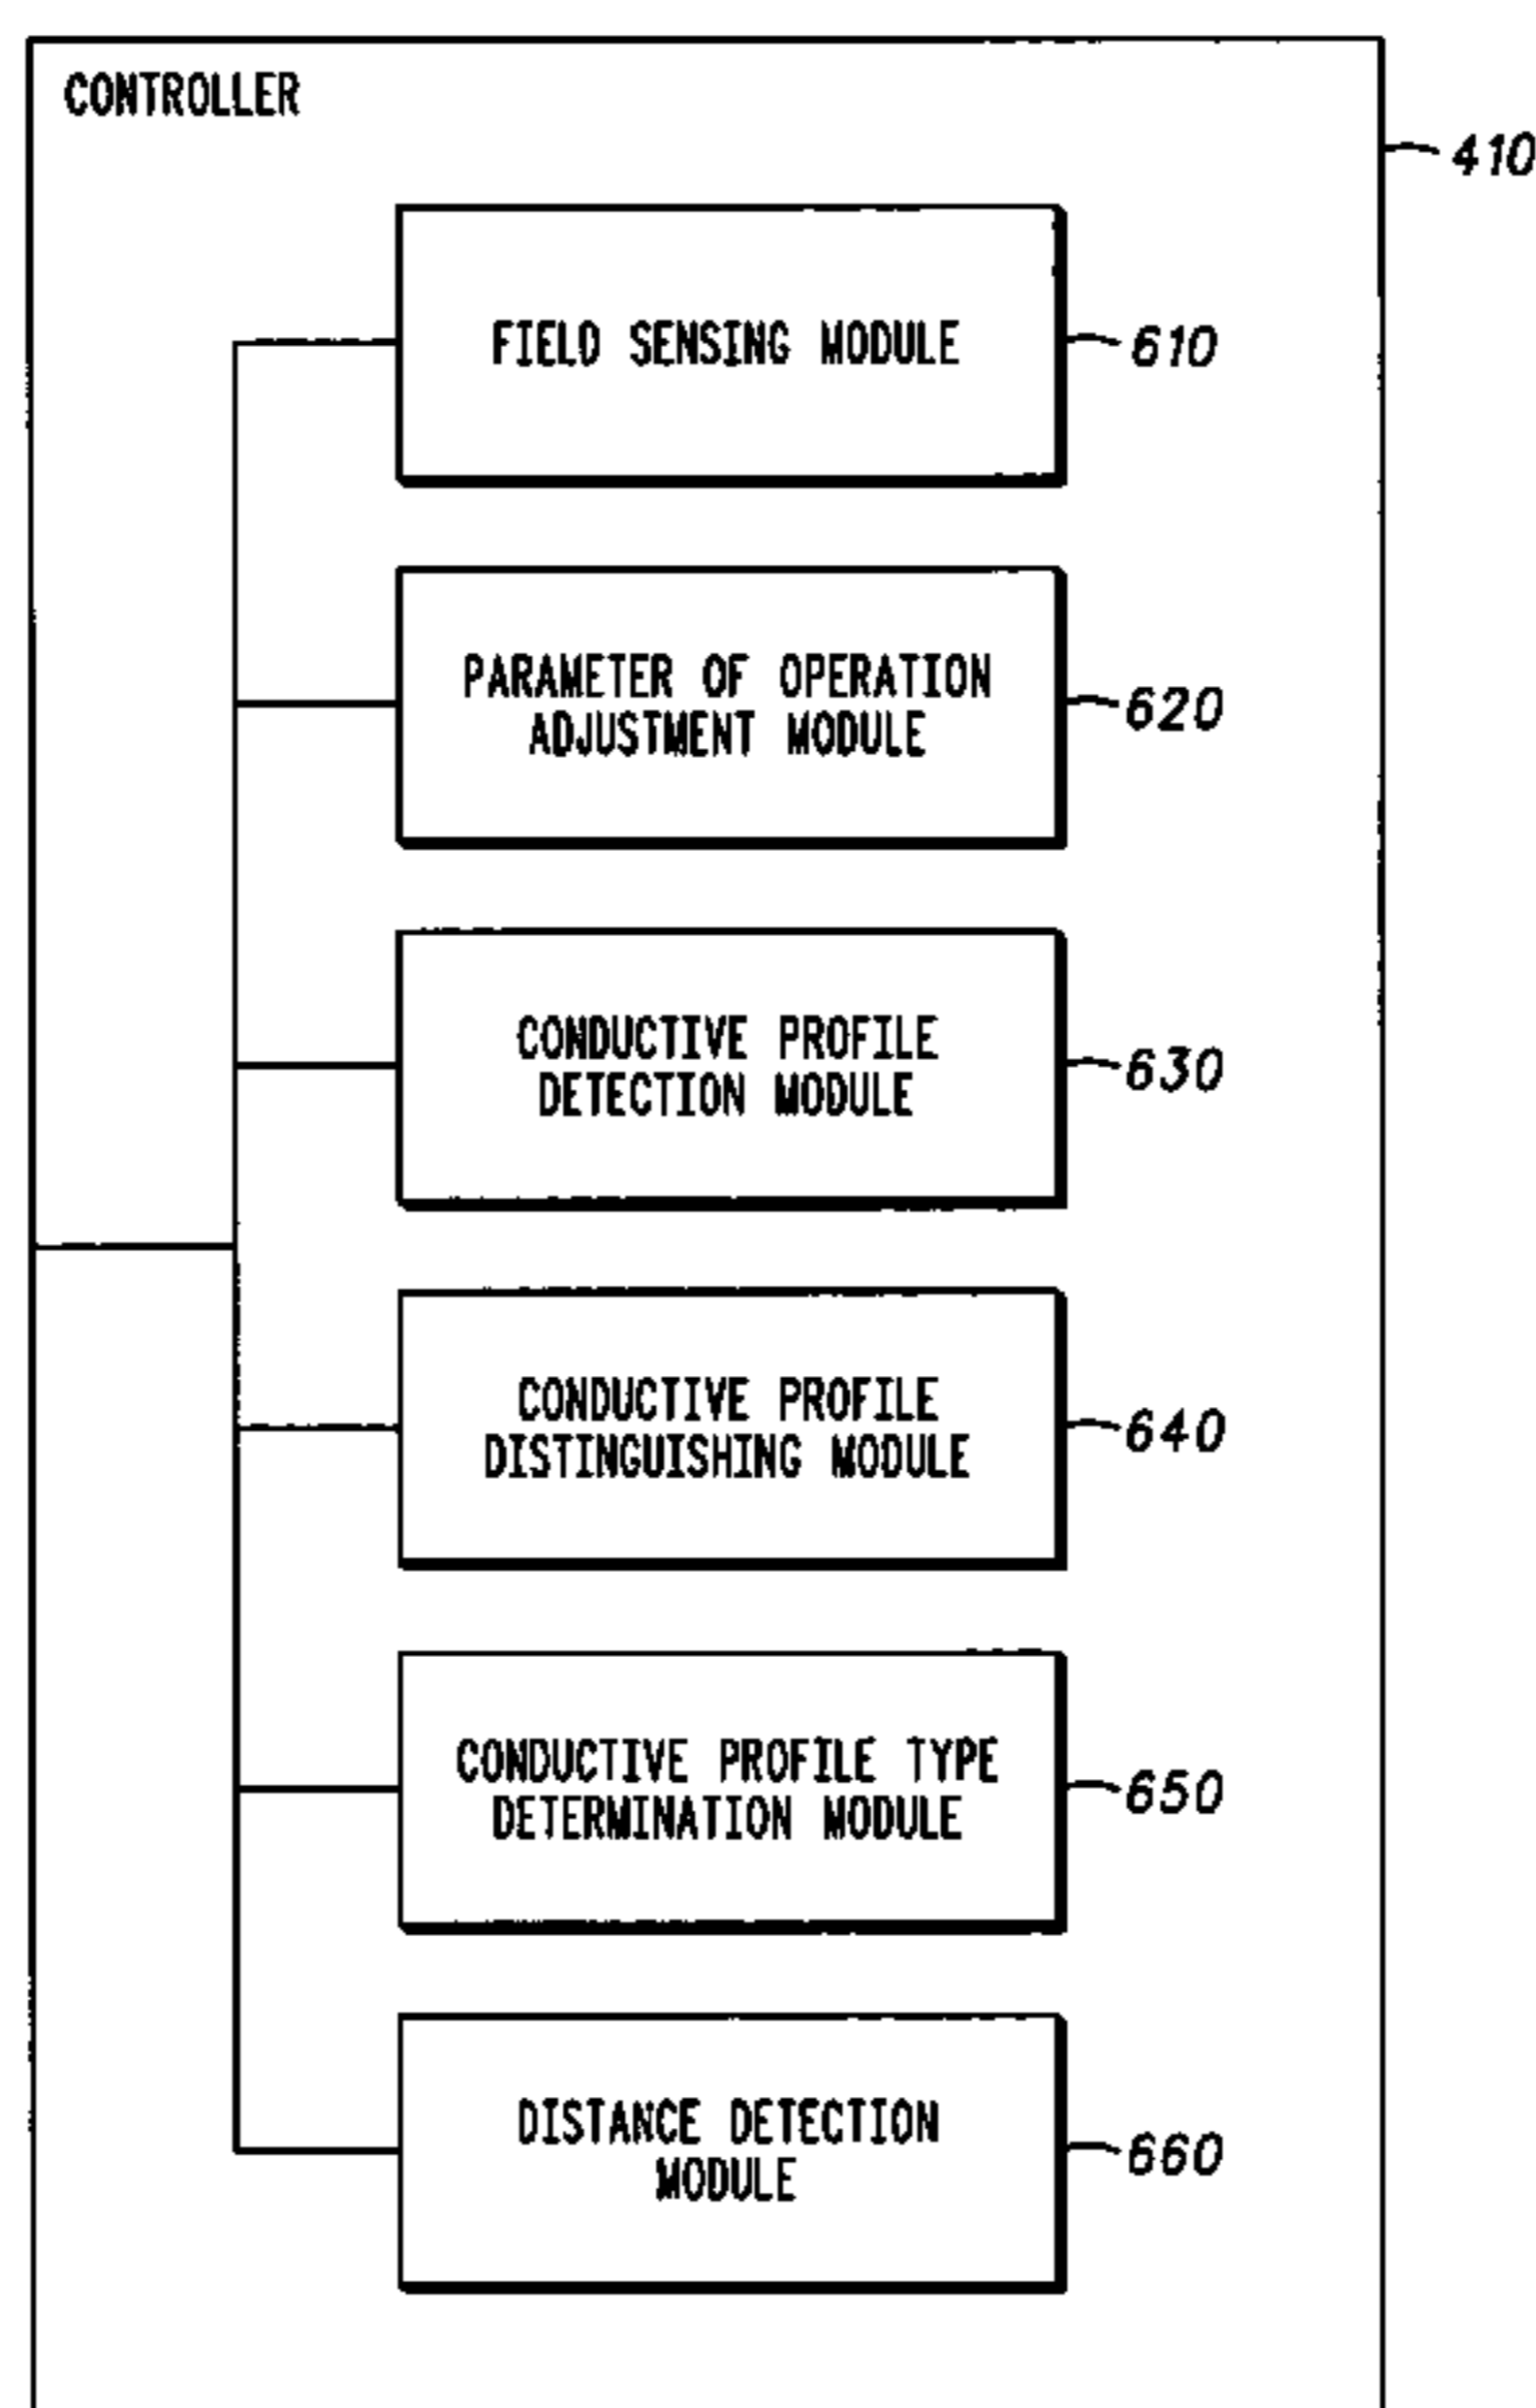 CONTROLLER
410
FIELD SENSING MODULE
610
PARAMETER OF OPERATION
ADJUSTMENT MODULE
620
CONDUCTIVE PROFILE
DETECTION MODULE
630
CONDUCTIVE PROFILE
DISTINGUISHING MODULE
640
CONDUCTIVE PROFILE TYPE
DETERMINATION MODULE
650
DISTANCE DETECTION
MODULE
660